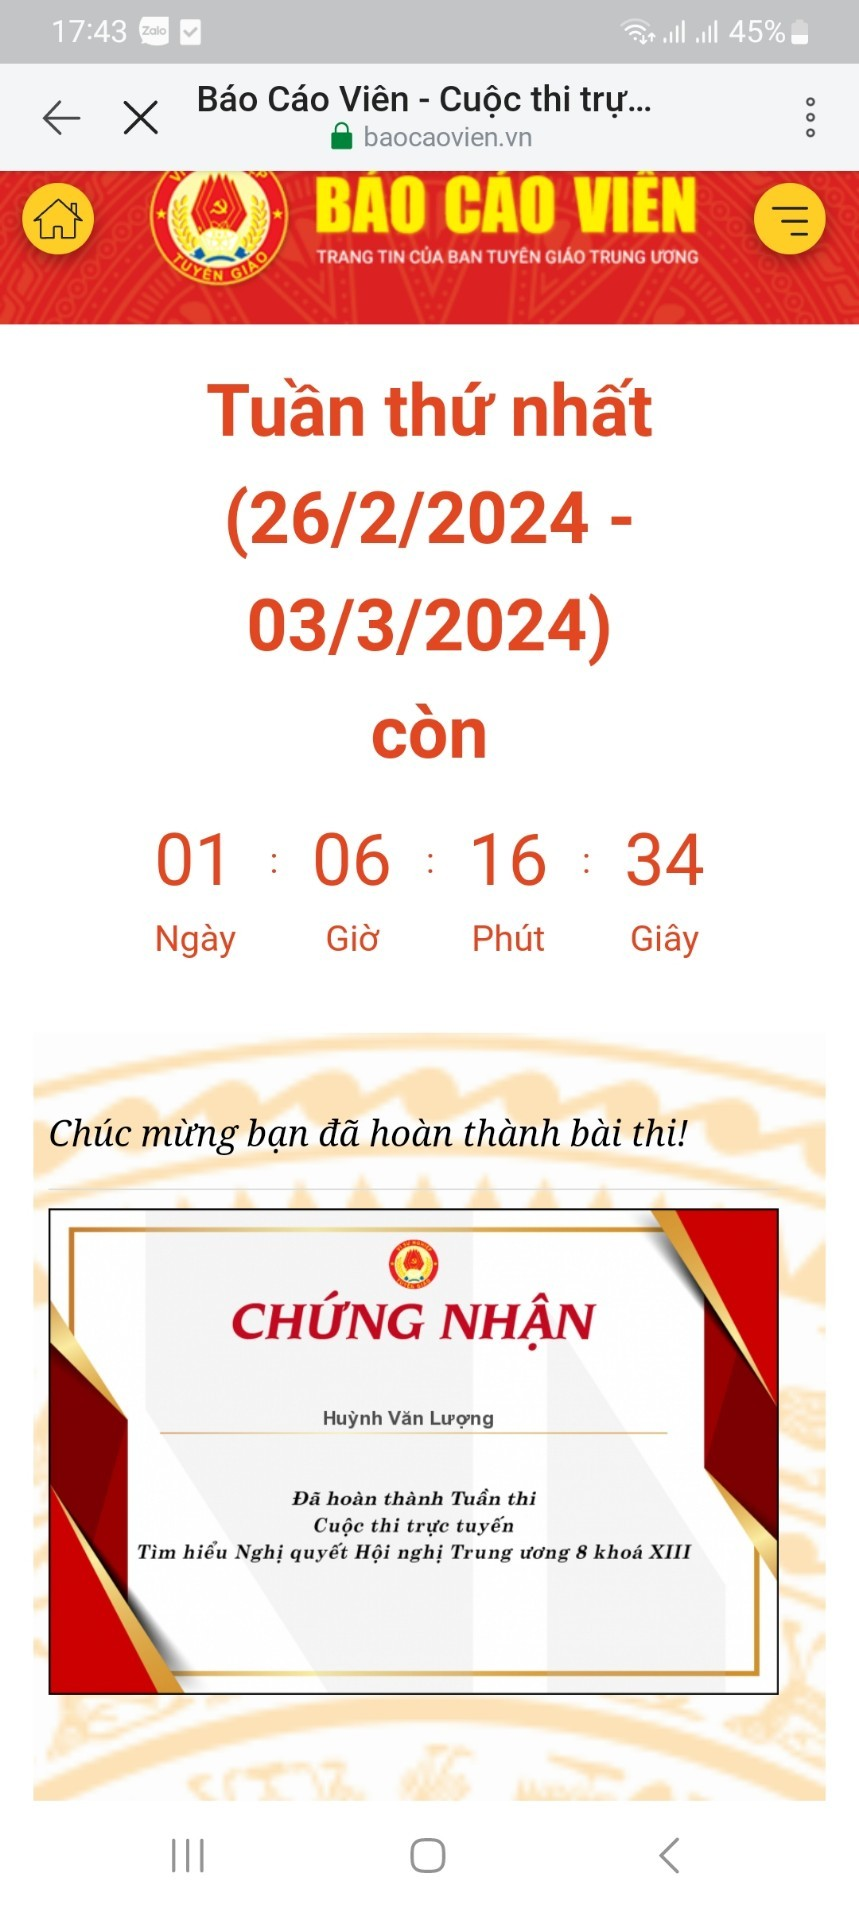 17:43 Zalo 45%
Báo Cáo Viên - Cuộc thi trự...
baocaovien.vn
BÁO CÁO VIÊN
TRANG TIN CỦA BAN TUYÊN GIÁO TRUNG ƯƠNG
TUYÊN GIÁO
Tuần thứ nhất
(26/2/2024 -
03/3/2024)
còn
01 : 06 : 16 : 34
Ngày Giờ Phút Giây
Chúc mừng bạn đã hoàn thành bài thi!
CHỨNG NHẬN
Huỳnh Văn Lượng
Đã hoàn thành Tuần thi
Cuộc thi trực tuyến
Tìm hiểu Nghị quyết Hội nghị Trung ương 8 khoá XIII